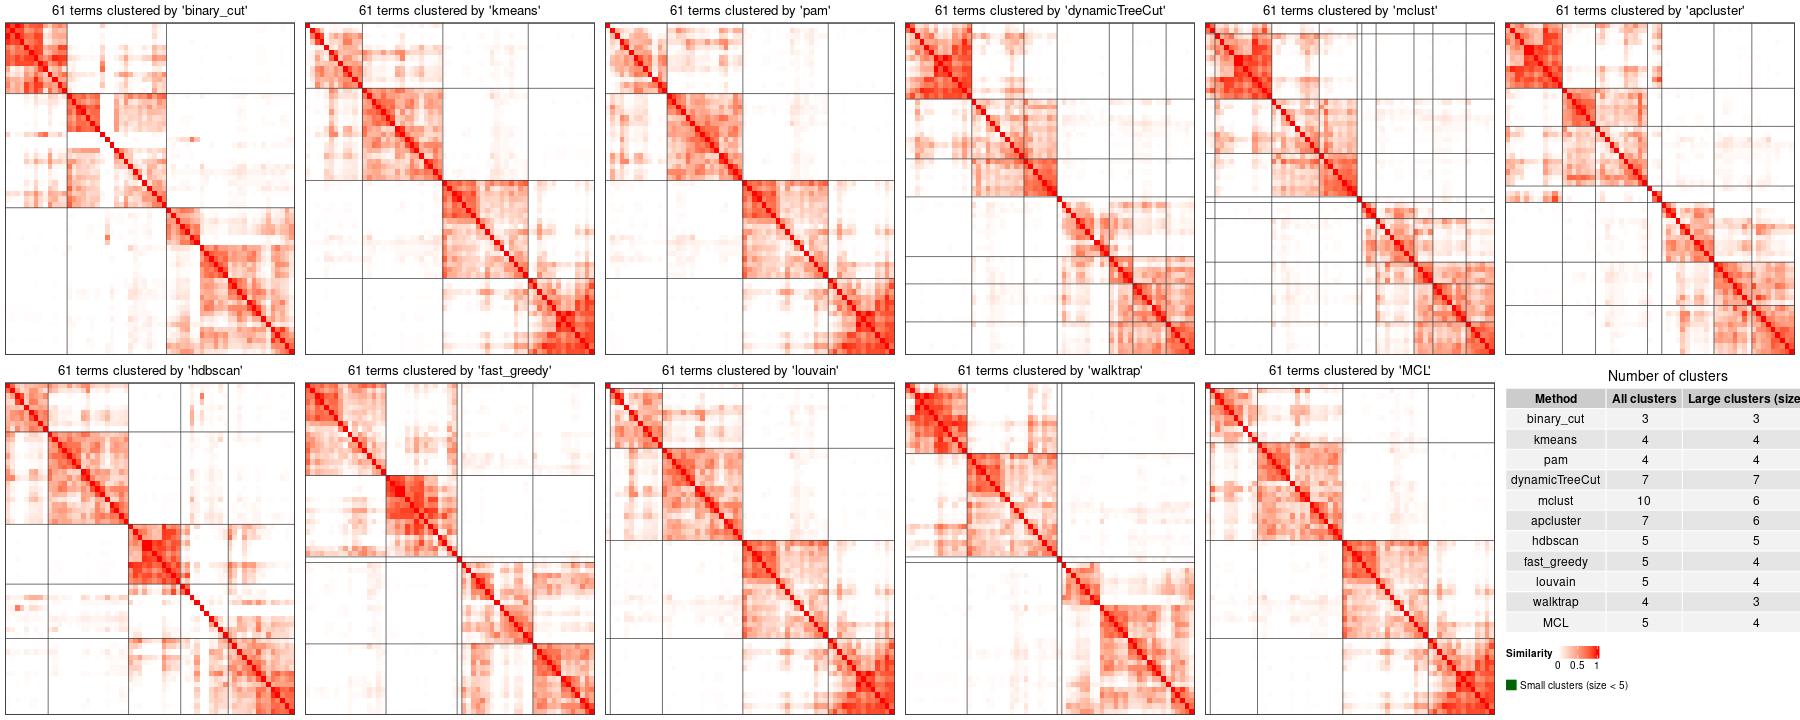 61 terms clustered by 'binary_cut'
61 terms clustered by 'kmeans'
61 terms clustered by 'pam'
61 terms clustered by 'dynamicTreeCut'
61 terms clustered by 'mclust'
61 terms clustered by 'apcluster'
61 terms clustered by 'hdbscan'
61 terms clustered by 'fast_greedy'
61 terms clustered by 'louvain'
61 terms clustered by 'walktrap'
61 terms clustered by 'MCL'
Number of clusters
Method All clusters Large clusters (size
binary_cut 3 3
kmeans 4 4
pam 4 4
dynamicTreeCut 7 7
mclust 10 6
apcluster 7 6
hdbscan 5 5
fast_greedy 5 4
louvain 5 4
walktrap 4 3
MCL 5 4
Similarity
0 0.5 1
Small clusters (size < 5)